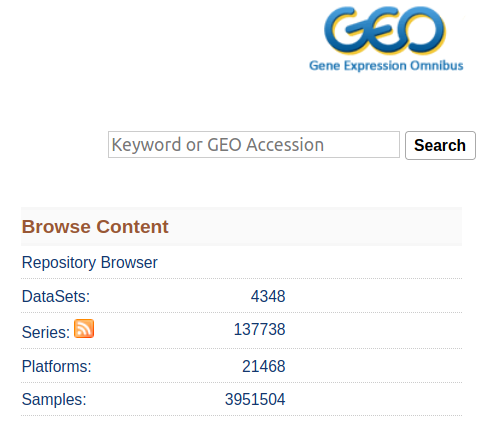 GEO
Gene Expression Omnibus
Keyword or GEO Accession Search
Browse Content
Repository Browser
DataSets: 4348
Series: 137738
Platforms: 21468
Samples: 3951504